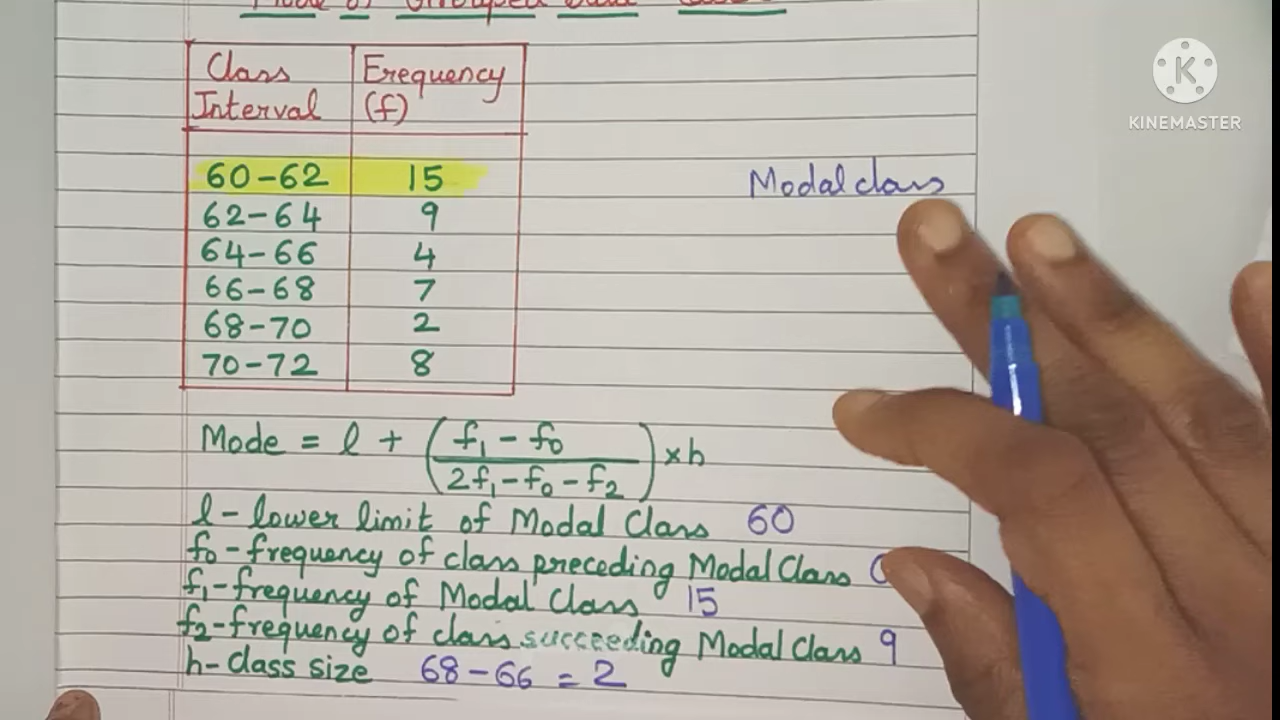 Mode of Grouped
Class Interval Frequency (f)
60-62 15
62-64 9
64-66 4
66-68 7
68-70 2
70-72 8
Modal class
Mode = l + (f₁ - f₀ / 2f₁ - f₀ - f₂) × h
l - lower limit of Modal Class 60
f₀ - frequency of class preceding Modal Class
f₁ - frequency of Modal Class 15
f₂ - frequency of class succeeding Modal Class 9
h - class size 68 - 66 = 2
KINEMASTER